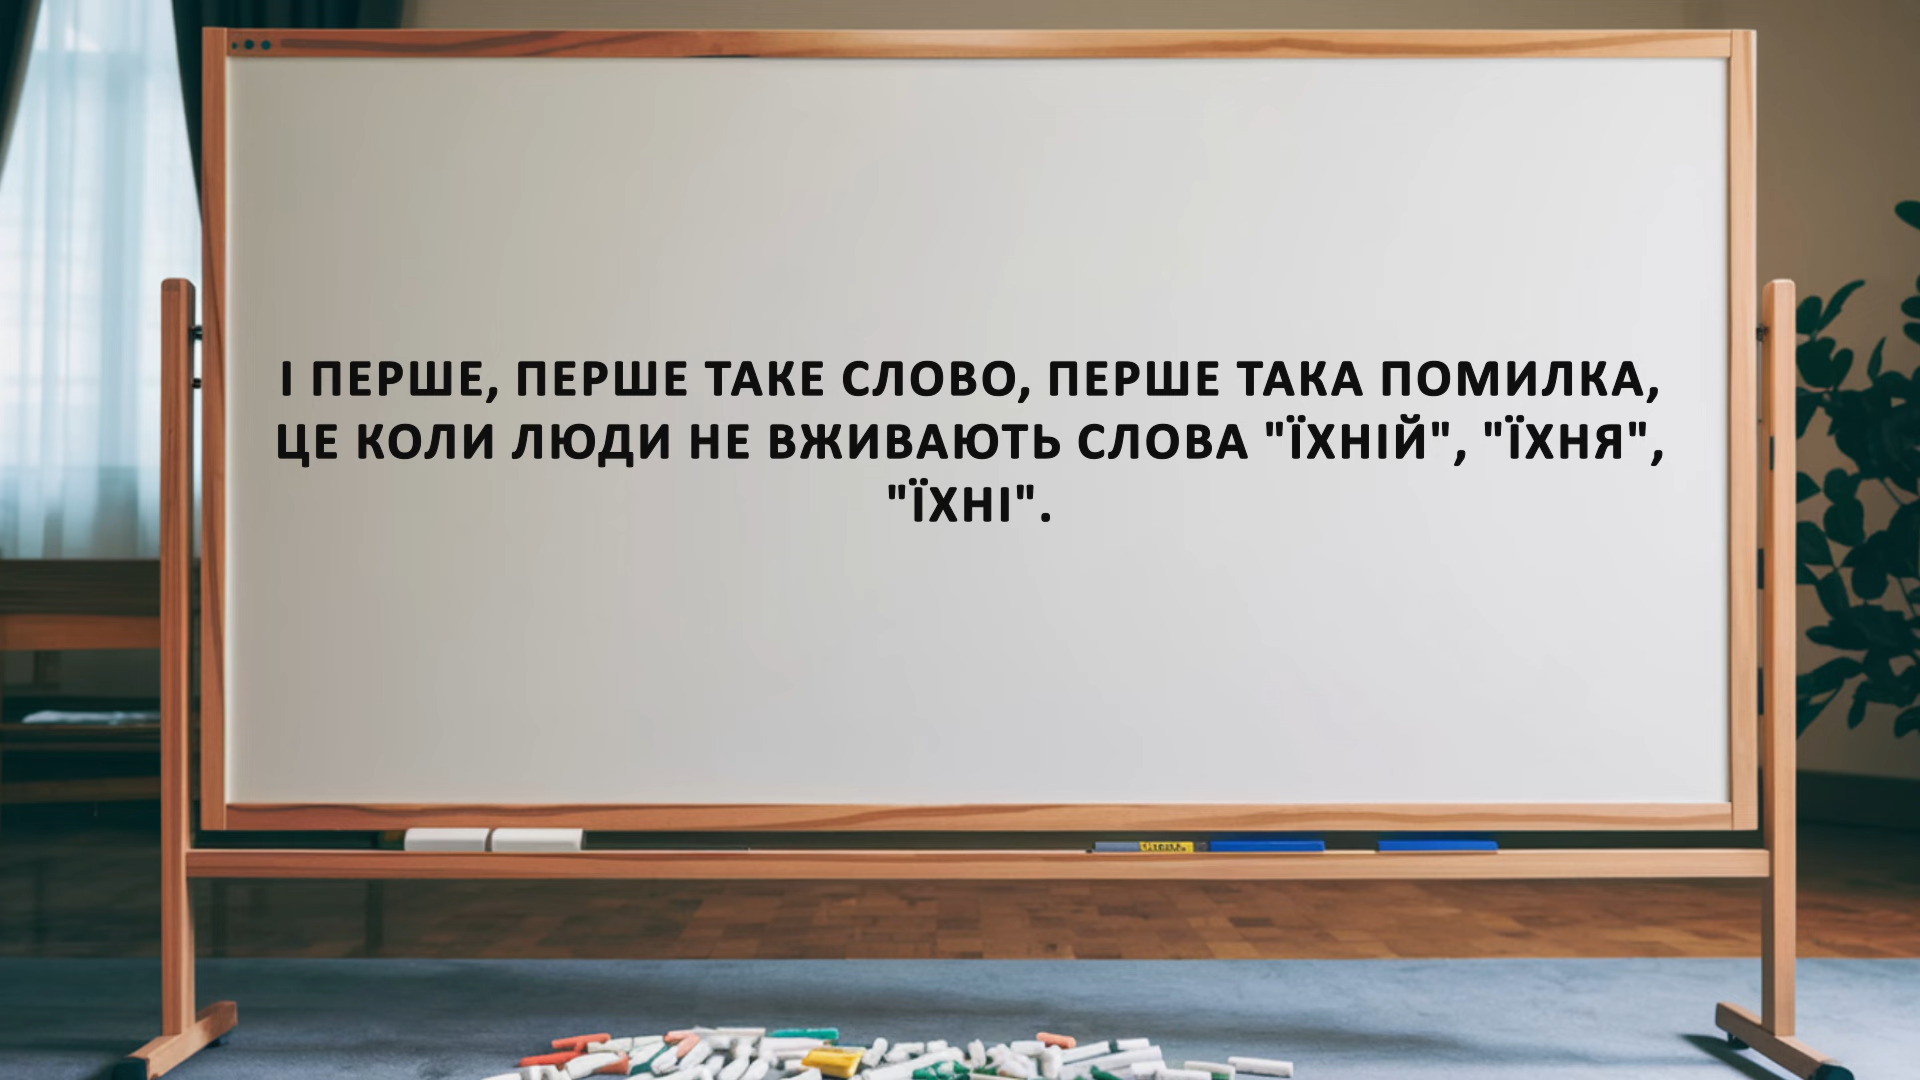 І ПЕРШЕ, ПЕРШЕ ТАКЕ СЛОВО, ПЕРШЕ ТАКА ПОМИЛКА,
ЦЕ КОЛИ ЛЮДИ НЕ ВЖИВАЮТЬ СЛОВА "ЇХНІЙ", "ЇХНЯ",
"ЇХНІ".